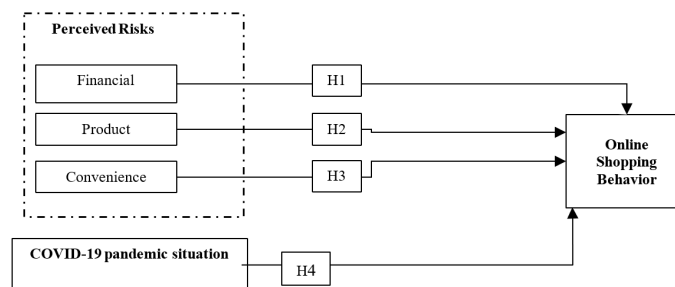 Perceived Risks
Financial
H1
Product
H2
Convenience
H3
Online
Shopping
Behavior
COVID-19 pandemic situation
H4